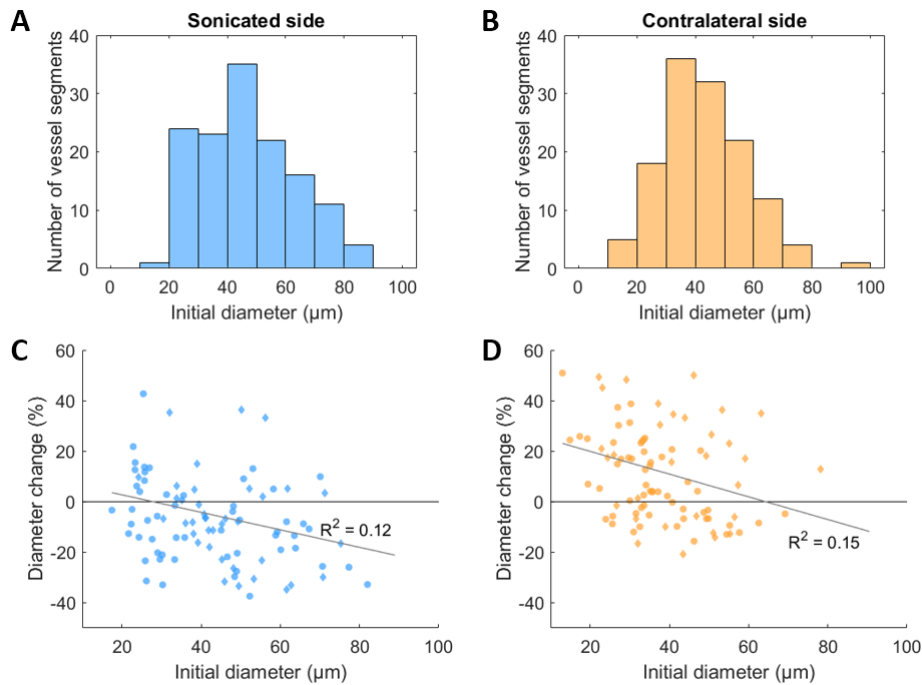 A
Sonicated side
Number of vessel segments
40
30
20
10
0
0 20 40 60 80 100
Initial diameter (µm)
B
Contralateral side
Number of vessel segments
40
30
20
10
0
0 20 40 60 80 100
Initial diameter (µm)
C
Diameter change (%)
60
40
20
0
-20
-40
R² = 0.12
20 40 60 80 100
Initial diameter (µm)
D
Diameter change (%)
60
40
20
0
-20
-40
R² = 0.15
20 40 60 80 100
Initial diameter (µm)